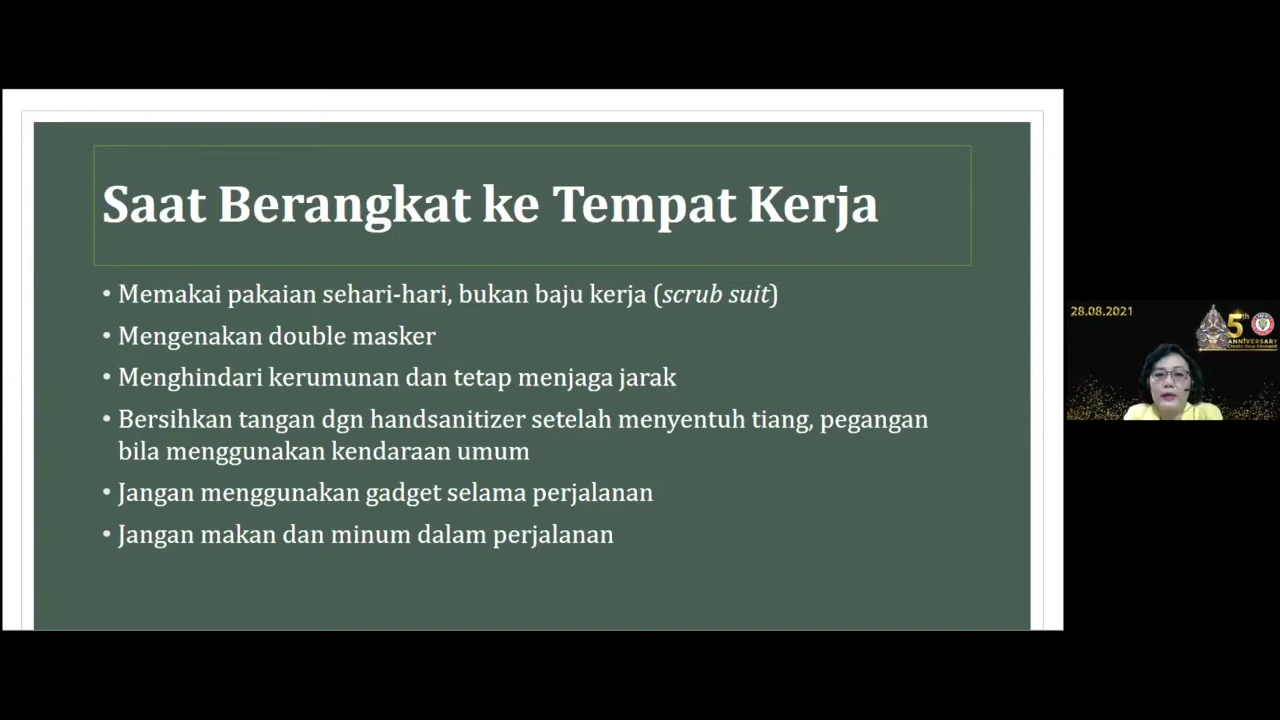 Saat Berangkat ke Tempat Kerja
• Memakai pakaian sehari-hari, bukan baju kerja (scrub suit)
• Mengenakan double masker
• Menghindari kerumunan dan tetap menjaga jarak
• Bersihkan tangan dgn handsanitizer setelah menyentuh tiang, pegangan
bila menggunakan kendaraan umum
• Jangan menggunakan gadget selama perjalanan
• Jangan makan dan minum dalam perjalanan
28.08.2021
5th
ANNIVERSARY